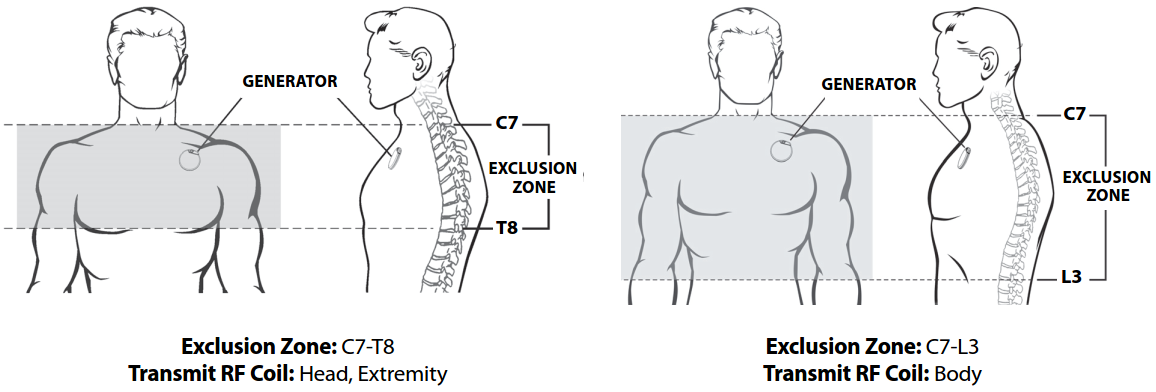 GENERATOR
C7
EXCLUSION
ZONE
T8
Exclusion Zone: C7-T8
Transmit RF Coil: Head, Extremity
GENERATOR
C7
EXCLUSION
ZONE
L3
Exclusion Zone: C7-L3
Transmit RF Coil: Body